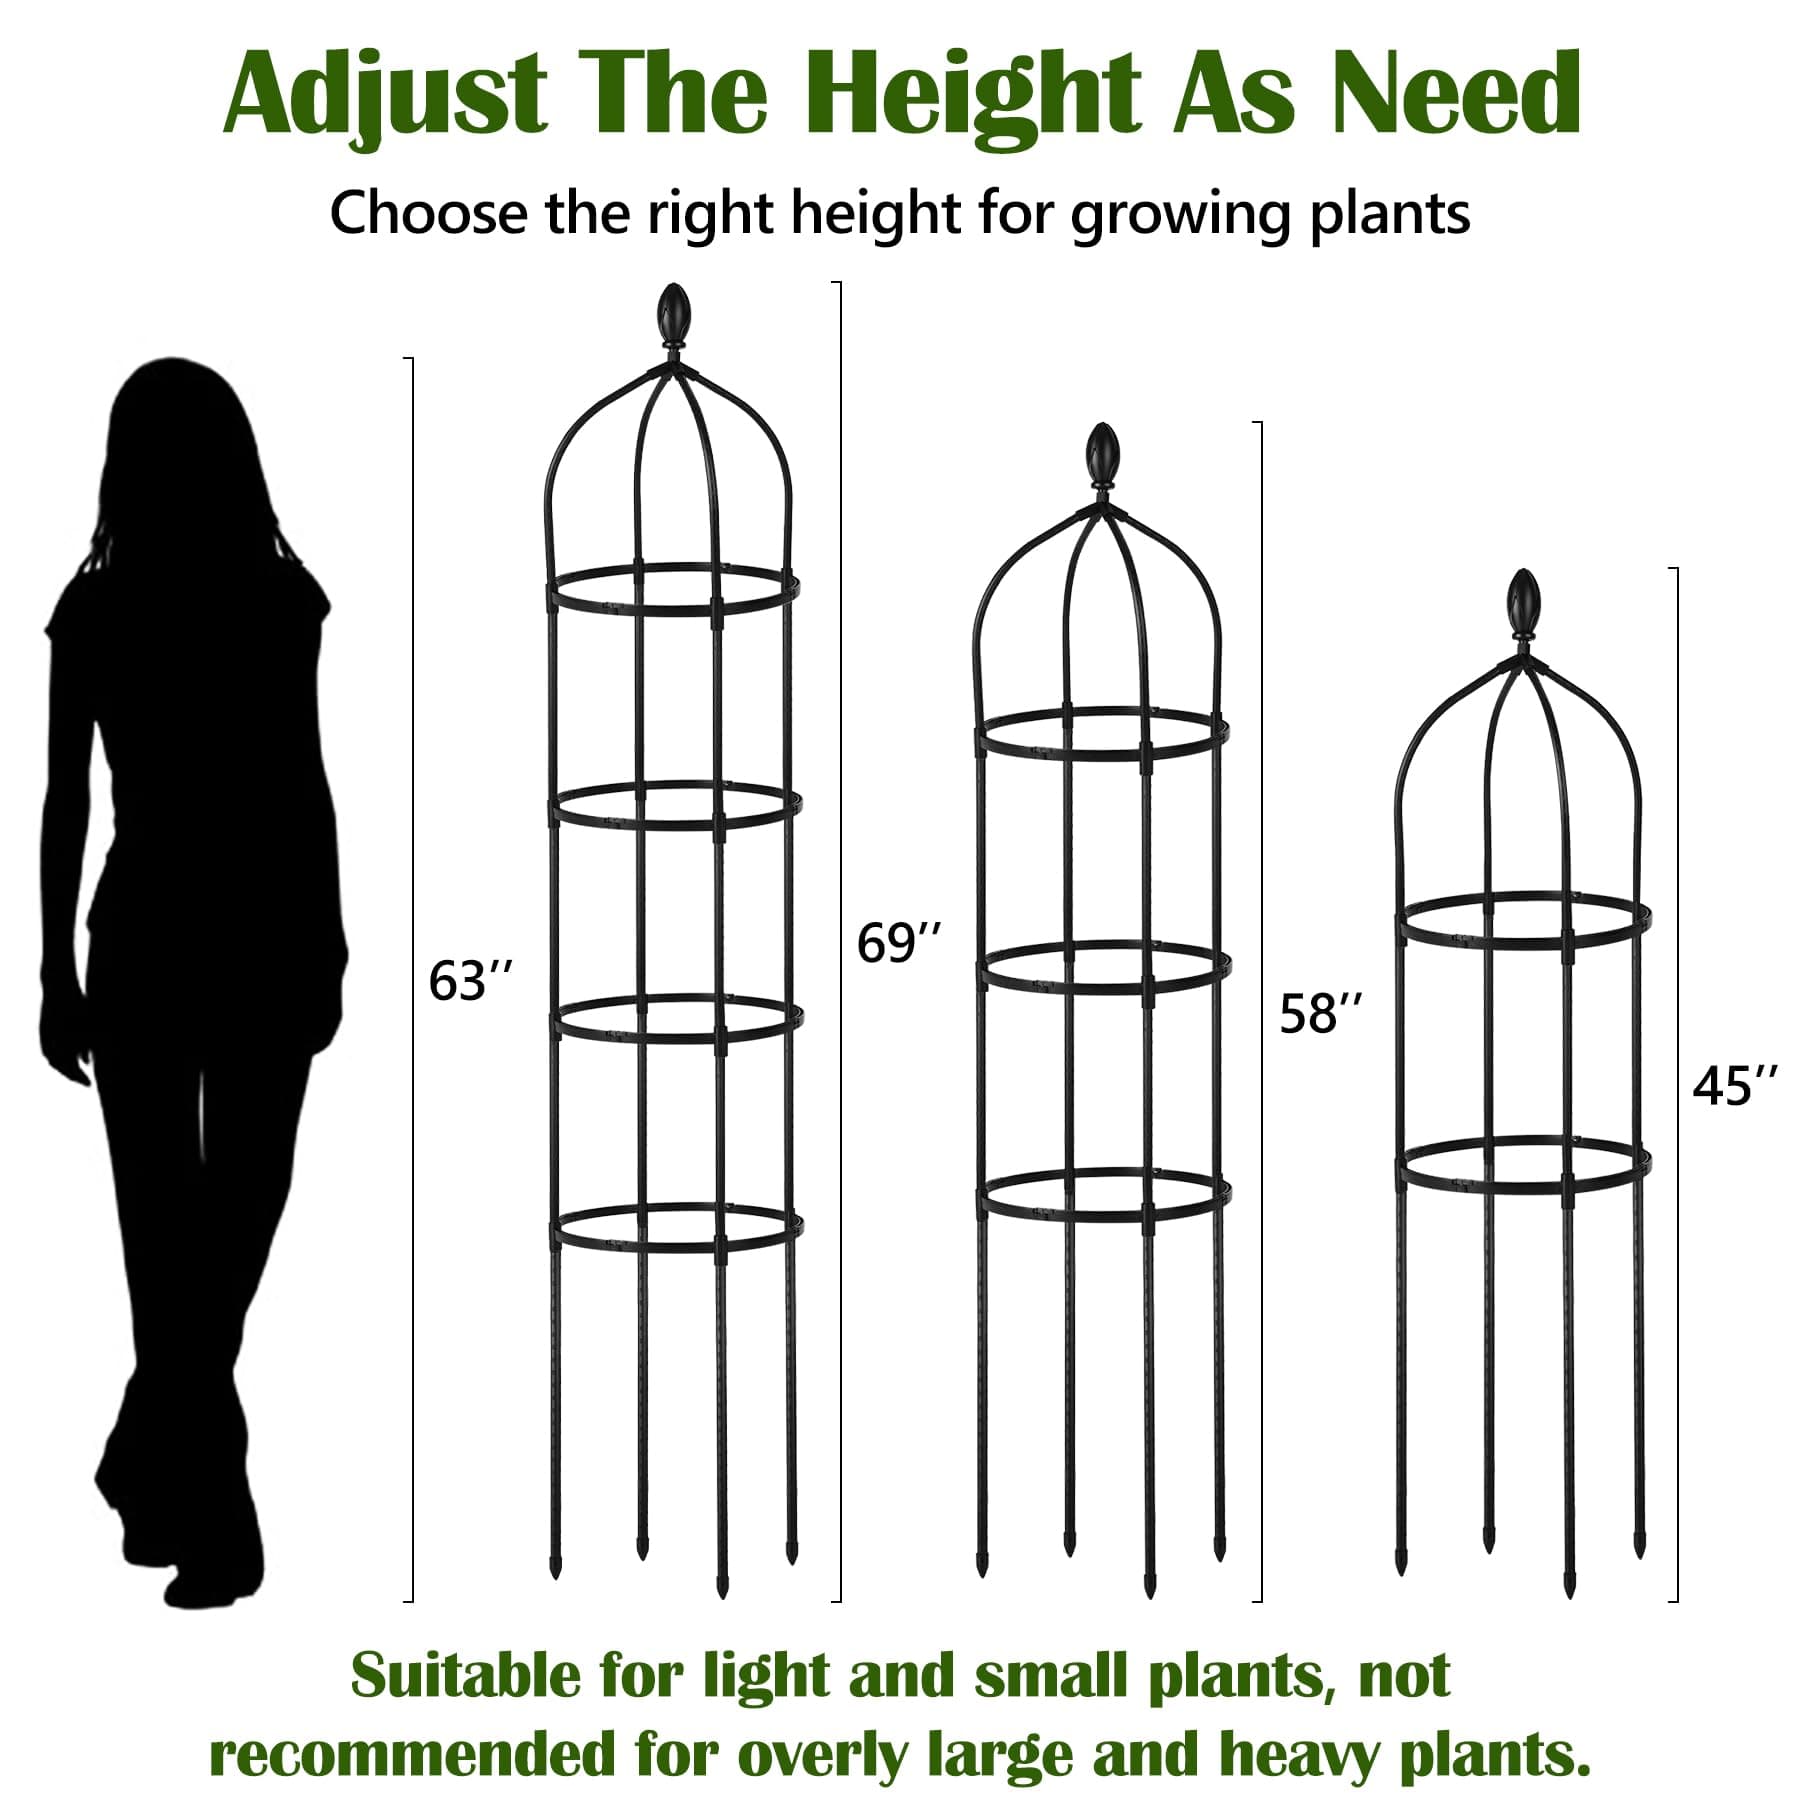 Adjust The Height As Need
Choose the right height for growing plants
63’’
69’’
58’’
45’’
Suitable for light and small plants, not
recommended for overly large and heavy plants.